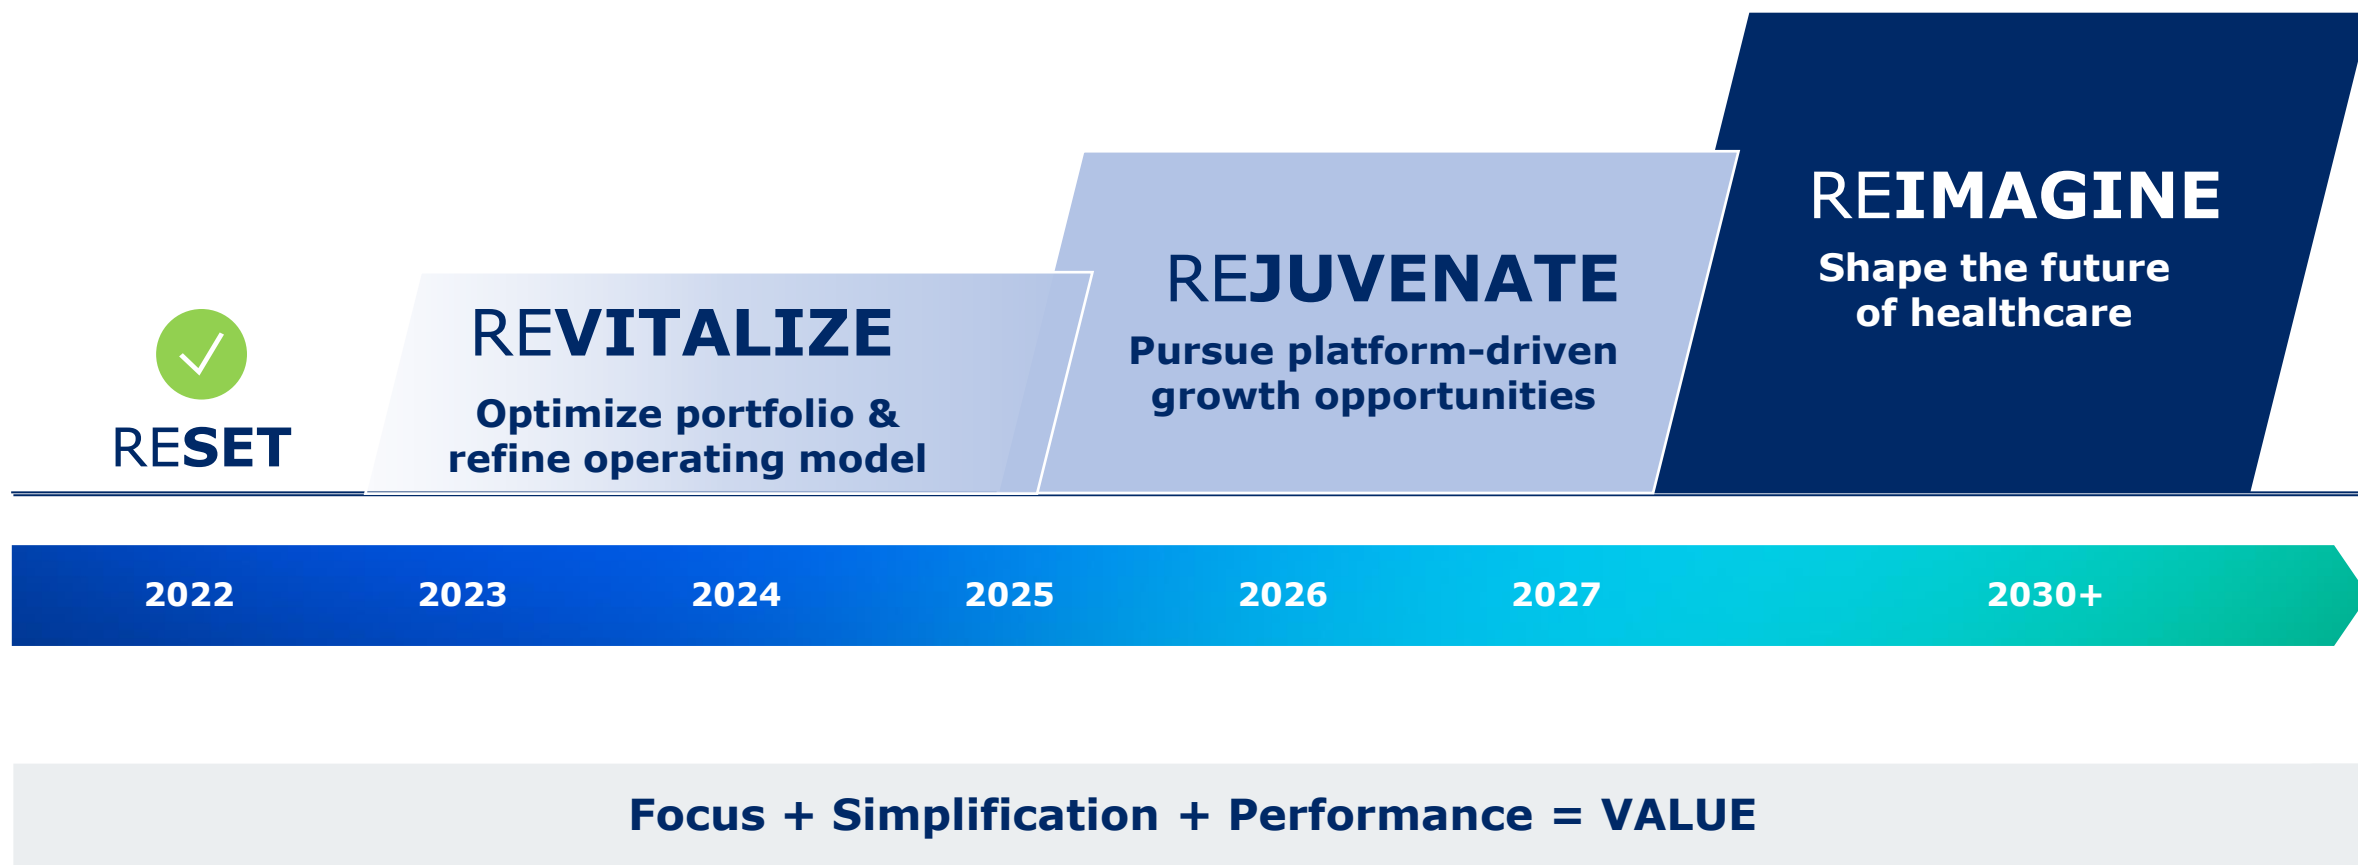 RESET
REVITALIZE
Optimize portfolio &
refine operating model
REJUVENATE
Pursue platform-driven
growth opportunities
REIMAGINE
Shape the future
of healthcare
2022 2023 2024 2025 2026 2027 2030+
Focus + Simplification + Performance = VALUE